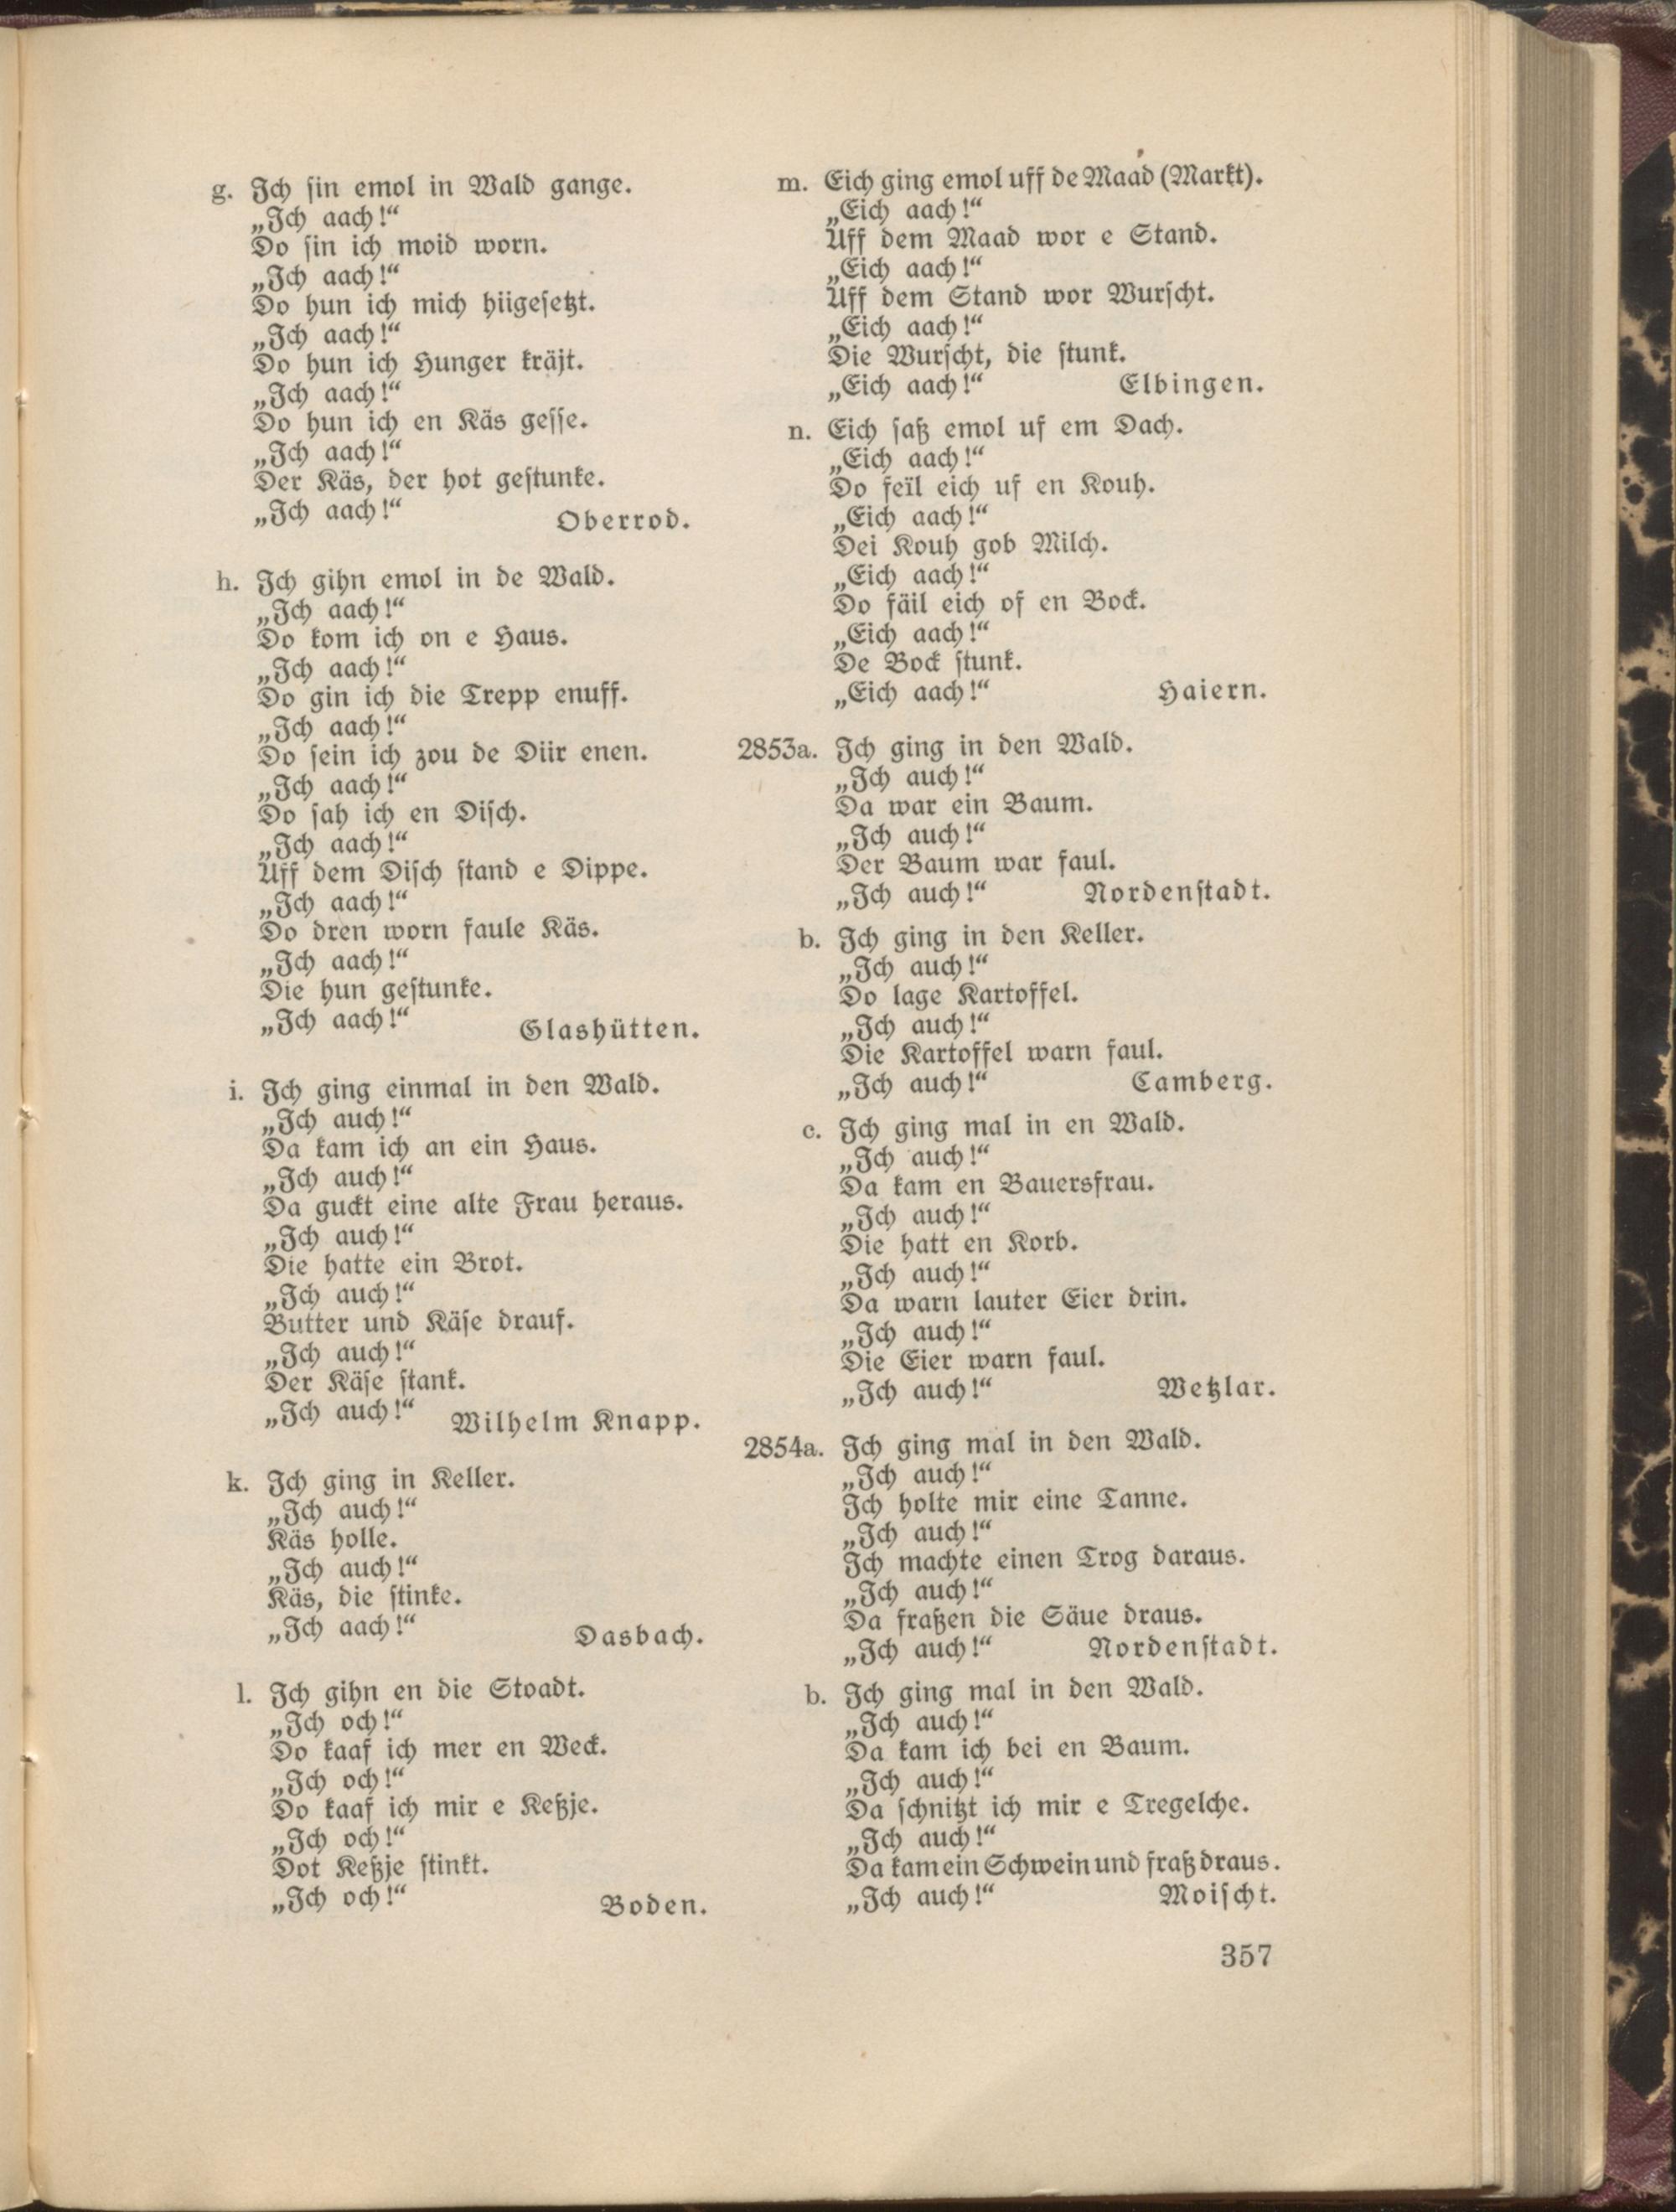 g. Ich sin emol in Wald gange.
„Ich aach!“
Do sin ich moid worn.
„Ich aach!“
Do hun ich mich hiigesetzt.
„Ich aach!“
Do hun ich Hunger kräjt.
„Ich aach!“
Do hun ich en Käs gesse.
„Ich aach!“
Der Käs, der hot gestunke.
„Ich aach!“
Oberrod.
h. Ich gihn emol in de Wald.
„Ich aach!“
Do kom ich on e Haus.
„Ich aach!“
Do gin ich die Trepp enuff.
„Ich aach!“
Do sein ich zou de Diir enen.
„Ich aach!“
Do sah ich en Disch.
„Ich aach!“
Uff dem Disch stand e Dippe.
„Ich aach!“
Do dren worn faule Käs.
„Ich aach!“
Die hun gestunke.
„Ich aach!“
Glashütten.
i. Ich ging einmal in den Wald.
„Ich auch!“
Da kam ich an ein Haus.
„Ich auch!“
Da guckt eine alte Frau heraus.
„Ich auch!“
Die hatte ein Brot.
„Ich auch!“
Butter und Käse drauf.
„Ich auch!“
Der Käse stank.
„Ich auch!“
Wilhelm Knapp.
k. Ich ging in Keller.
„Ich auch!“
Käs holle.
„Ich auch!“
Käs, die stinke.
„Ich aach!“
Dasbach.
l. Ich gihn en die Stoadt.
„Ich och!“
Do kaaf ich mer en Weck.
„Ich och!“
Do kaaf ich mir e Keßje.
„Ich och!“
Dot Keßje stinkt.
„Ich och!“
Boden.
m. Eich ging emol uff de Maad (Markt).
„Eich aach!“
Uff dem Maad wor e Stand.
„Eich aach!“
Uff dem Stand wor Wurscht.
„Eich aach!“
Die Wurscht, die stunk.
„Eich aach!“ Elbingen.
n. Eich saß emol uf em Dach.
„Eich aach!“
Do feïl eich uf en Kouh.
„Eich aach!“
Dei Kouh gob Milch.
„Eich aach!“
Do fäil eich of en Bock.
„Eich aach!“
De Bock stunk.
„Eich aach!“ Haiern.
2853a. Ich ging in den Wald.
„Ich auch!“
Da war ein Baum.
„Ich auch!“
Der Baum war faul.
„Ich auch!“ Nordenstadt.
b. Ich ging in den Keller.
„Ich auch!“
Do lage Kartoffel.
„Ich auch!“
Die Kartoffel warn faul.
„Ich auch!“ Camberg.
c. Ich ging mal in en Wald.
„Ich auch!“
Da kam en Bauersfrau.
„Ich auch!“
Die hatt en Korb.
„Ich auch!“
Da warn lauter Eier drin.
„Ich auch!“
Die Eier warn faul.
„Ich auch!“ Wetzlar.
2854a. Ich ging mal in den Wald.
„Ich auch!“
Ich holte mir eine Tanne.
„Ich auch!“
Ich machte einen Trog daraus.
„Ich auch!“
Da fraßen die Säue draus.
„Ich auch!“ Nordenstadt.
b. Ich ging mal in den Wald.
„Ich auch!“
Da kam ich bei en Baum.
„Ich auch!“
Da schnitzt ich mir e Tregelche.
„Ich auch!“
Da kam ein Schwein und fraß draus.
„Ich auch!“ Moischt.
357